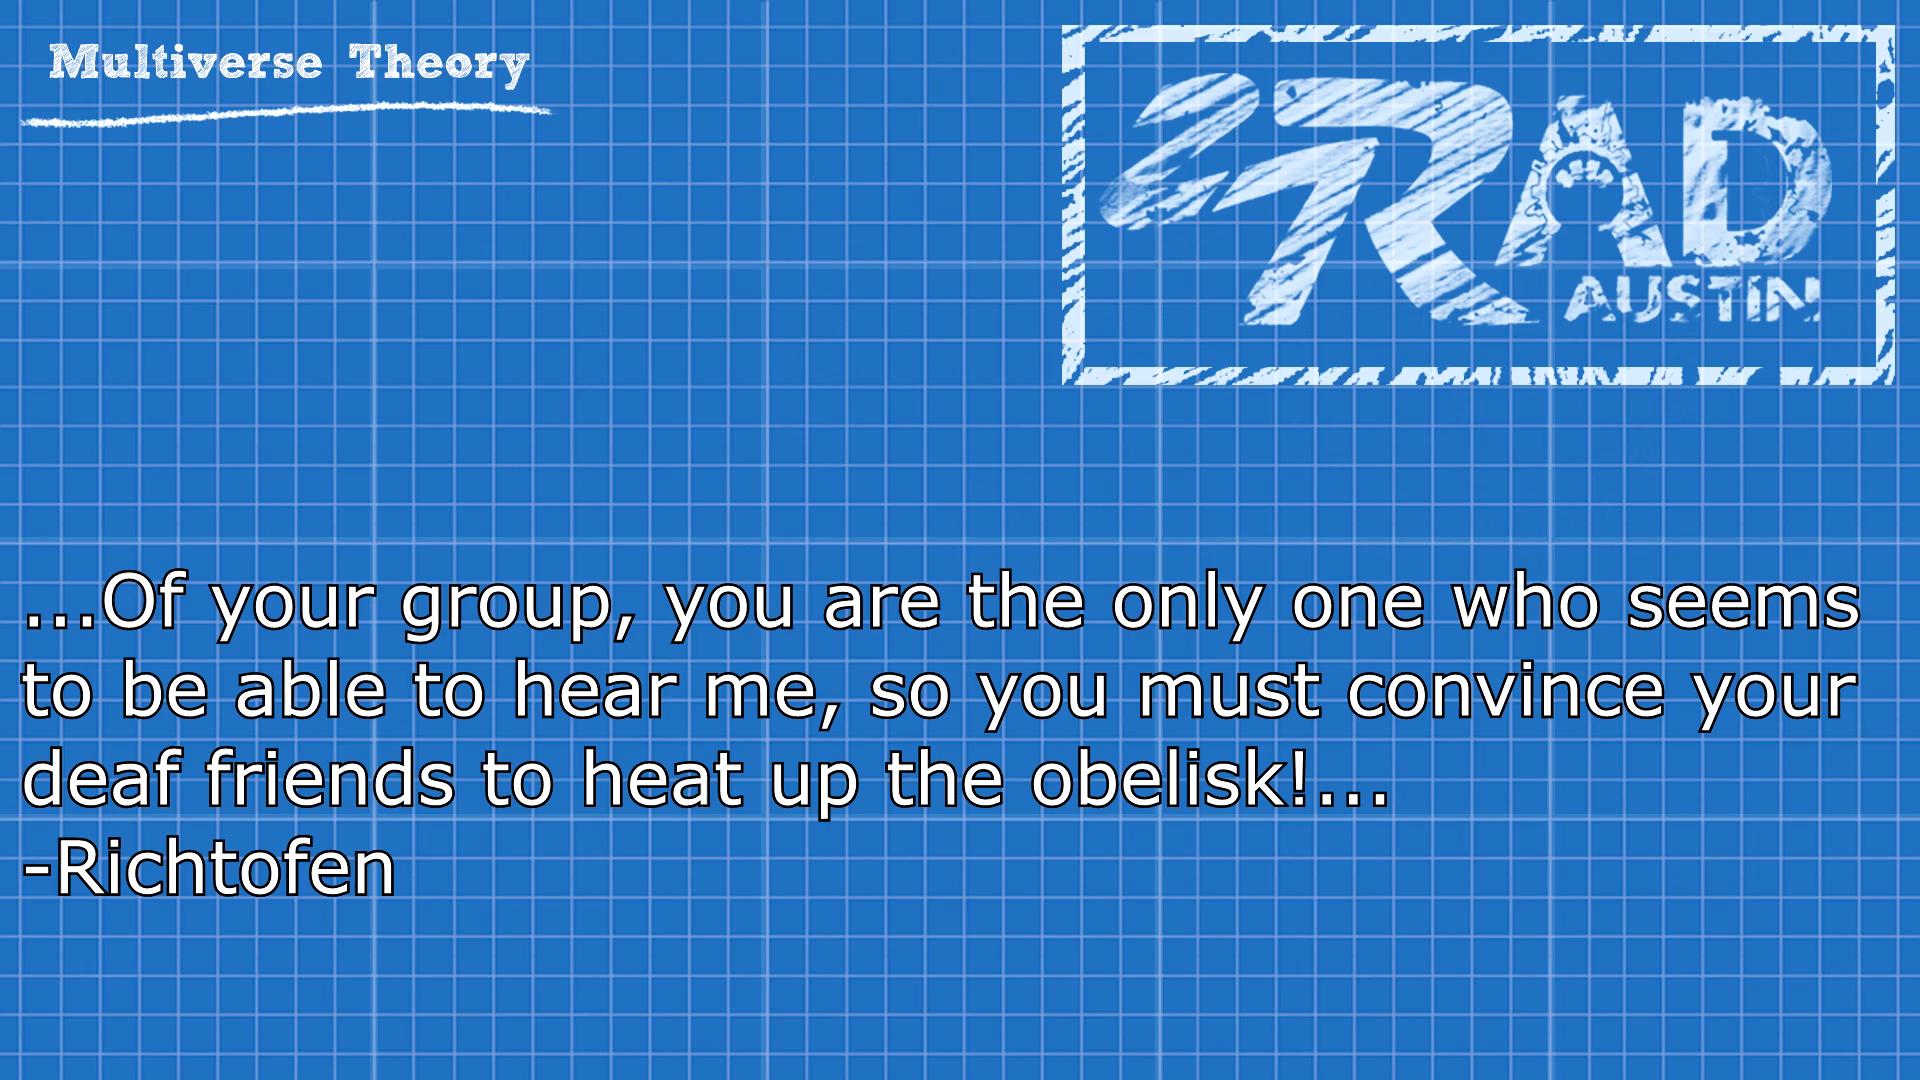 Multiverse Theory
2RAD
AUSTIN
...Of your group, you are the only one who seems
to be able to hear me, so you must convince your
deaf friends to heat up the obelisk!...
-Richtofen